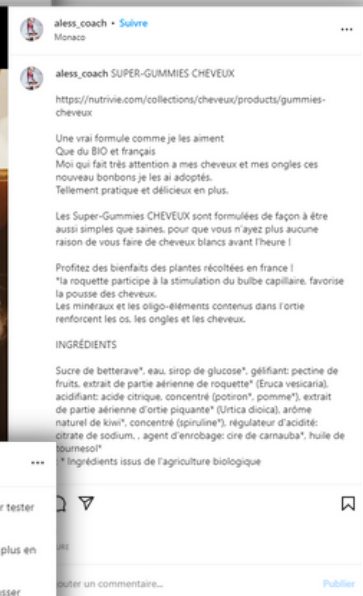 aless_coach • Suivre
Monaco
aless_coach SUPER-GUMMIES CHEVEUX
https://nutrivie.com/collections/cheveux/products/gummies-
cheveux
Une vrai formule comme je les aiment
Que du BIO et français
Moi qui fait très attention a mes cheveux et mes ongles ces
nouveau bonbons je les ai adoptés.
Tellement pratique et délicieux en plus.
Les Super-Gummies CHEVEUX sont formulées de façon à être
aussi simples que saines, pour que vous n'ayez plus aucune
raison de vous faire de cheveux blancs avant l'heure !
Profitez des bienfaits des plantes récoltées en france !
*la roquette participe à la stimulation du bulbe capillaire, favorise
la pousse des cheveux.
Les minéraux et les oligo-éléments contenus dans l'ortie
renforcent les os, les ongles et les cheveux.
INGRÉDIENTS
Sucre de betterave*, eau, sirop de glucose*, gélifiant: pectine de
fruits, extrait de partie aérienne de roquette* (Eruca vesicaria),
acidifiant: acide citrique, concentré (potiron*, pomme*), extrait
de partie aérienne d'ortie piquante* (Urtica dioica), arôme
naturel de kiwi*, concentré (spiruline*), régulateur d'acidité:
citrate de sodium, , agent d'enrobage: cire de carnauba*, huile de
tournesol*
* Ingrédients issus de l'agriculture biologique
r tester
plus en
sser
URE
outer un commentaire... Publier